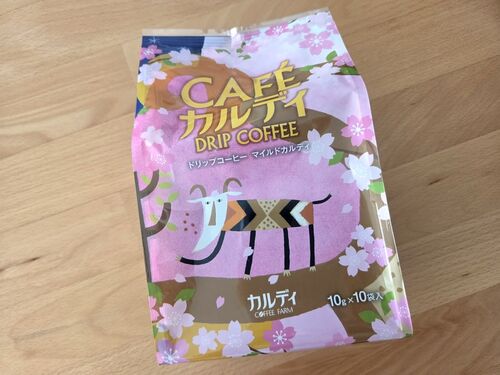 CAFÉ
カルディ
DRIP COFFEE
ドリップコーヒー マイルドカルディ
カルディ
COFFEE FARM
10g×10袋入